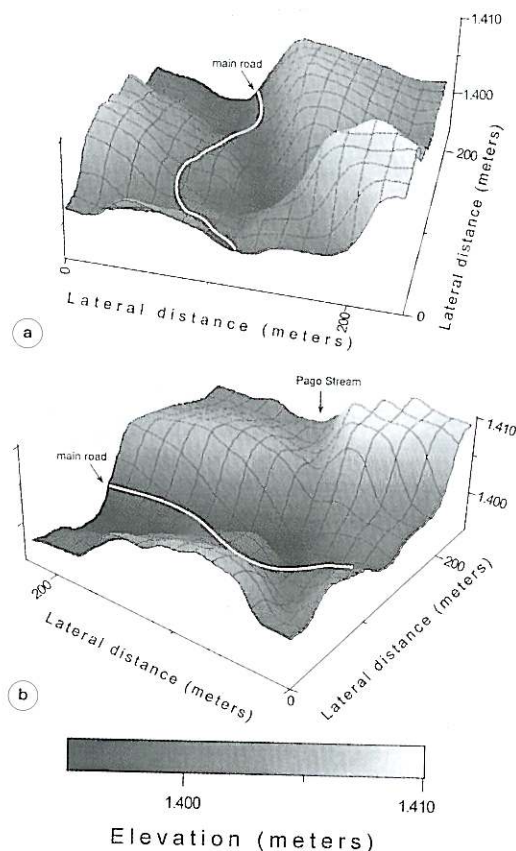 1.410
main road
1.400
200
Lateral distance (meters)
0
Lateral distance (meters)
200
0
a
Pago Stream
1.410
main road
1.400
200
200
Lateral distance (meters)
Lateral distance (meters)
0
b
1.400
1.410
Elevation (meters)